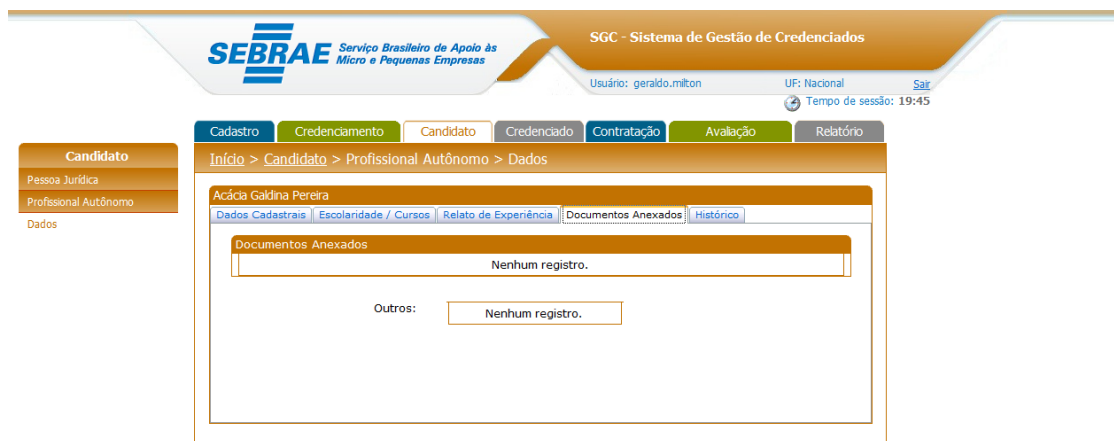 SEBRAE Serviço Brasileiro de Apoio às
Micro e Pequenas Empresas
SGC - Sistema de Gestão de Credenciados
Usuário: geraldo.milton UF: Nacional Sair
Tempo de sessão: 19:45
Cadastro Credenciamento Candidato Credenciado Contratação Avaliação Relatório
Candidato
Pessoa Jurídica
Profissional Autônomo
Dados
Início > Candidato > Profissional Autônomo > Dados
Acácia Galdina Pereira
Dados Cadastrais Escolaridade / Cursos Relato de Experiência Documentos Anexados Histórico
Documentos Anexados
Nenhum registro.
Outros: Nenhum registro.